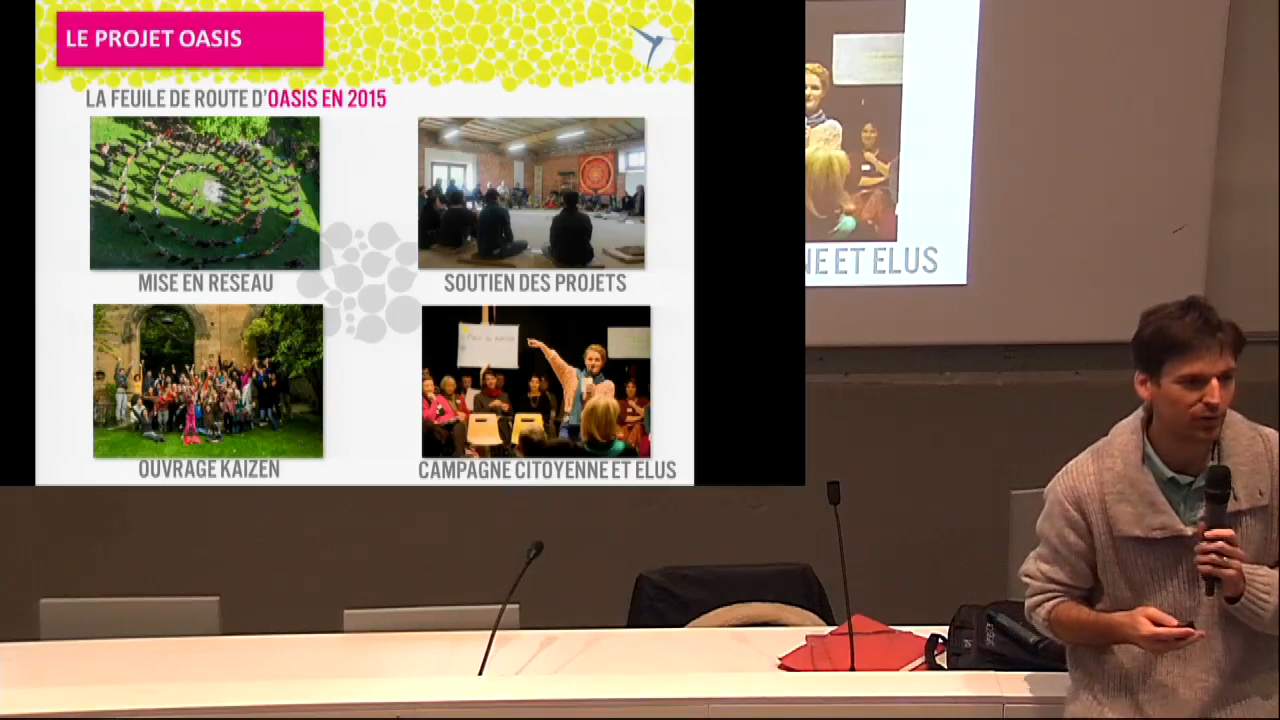 LE PROJET OASIS
LA FEUILE DE ROUTE D'OASIS EN 2015
MISE EN RESEAU
SOUTIEN DES PROJETS
OUVRAGE KAIZEN
CAMPAGNE CITOYENNE ET ELUS
NE ET ELUS